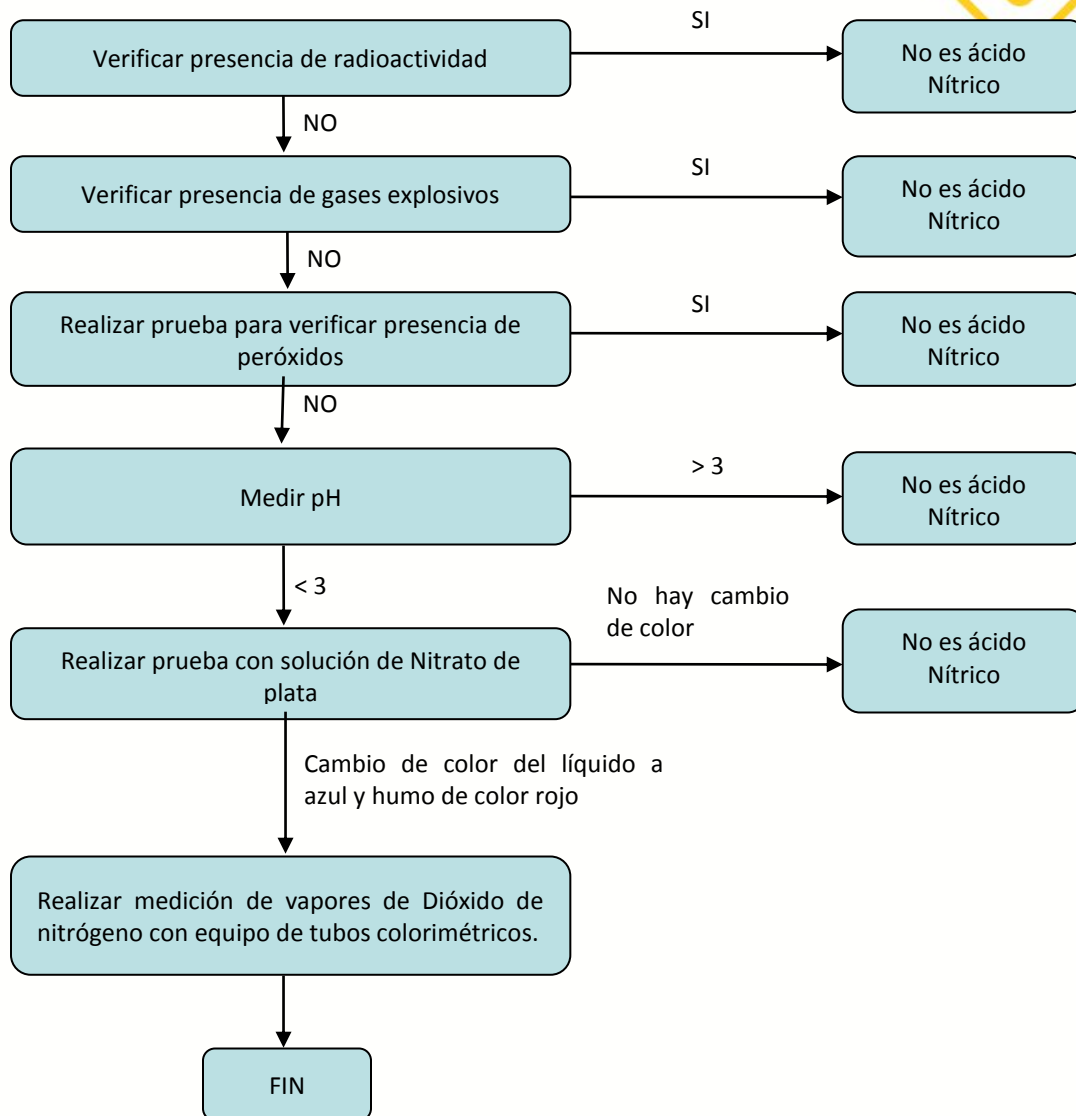 SI
Verificar presencia de radioactividad
No es ácido
Nítrico
NO
SI
Verificar presencia de gases explosivos
No es ácido
Nítrico
NO
SI
Realizar prueba para verificar presencia de
peróxidos
No es ácido
Nítrico
NO
> 3
Medir pH
No es ácido
Nítrico
< 3
No hay cambio
de color
Realizar prueba con solución de Nitrato de
plata
No es ácido
Nítrico
Cambio de color del líquido a
azul y humo de color rojo
Realizar medición de vapores de Dióxido de
nitrógeno con equipo de tubos colorimétricos.
FIN